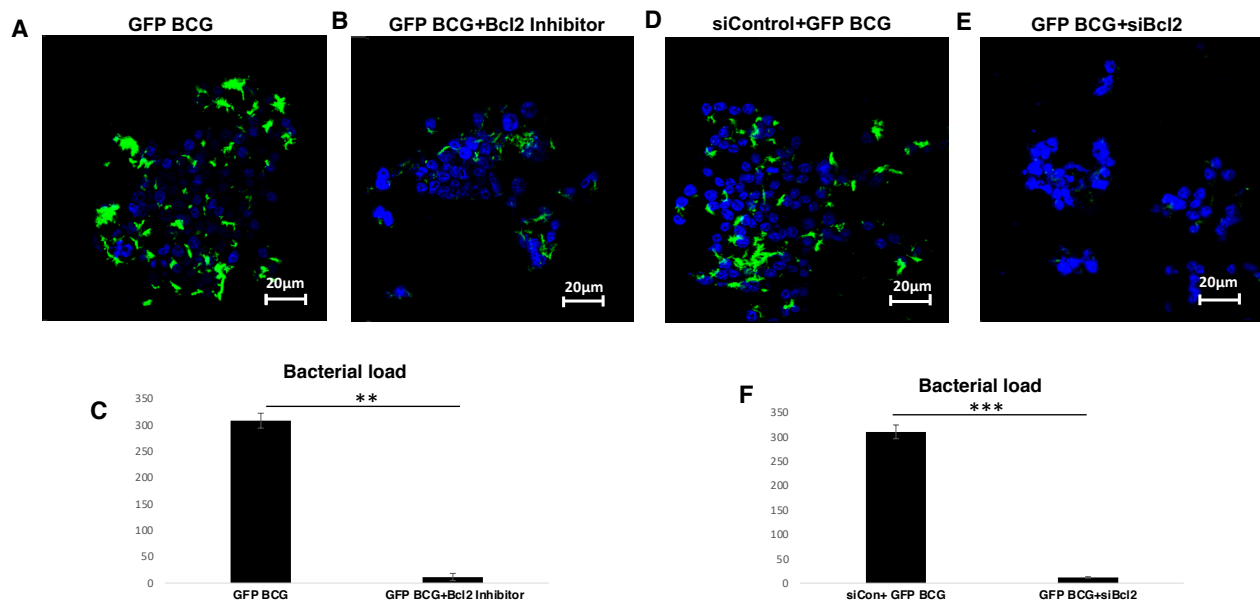 A
GFP BCG
B
GFP BCG+Bcl2 Inhibitor
D
siControl+GFP BCG
E
GFP BCG+siBcl2
20µm
20µm
20µm
20µm
C
Bacterial load
**
350
300
250
200
150
100
50
0
GFP BCG
GFP BCG+Bcl2 Inhibitor
F
Bacterial load
***
350
300
250
200
150
100
50
0
siCon+ GFP BCG
GFP BCG+siBcl2